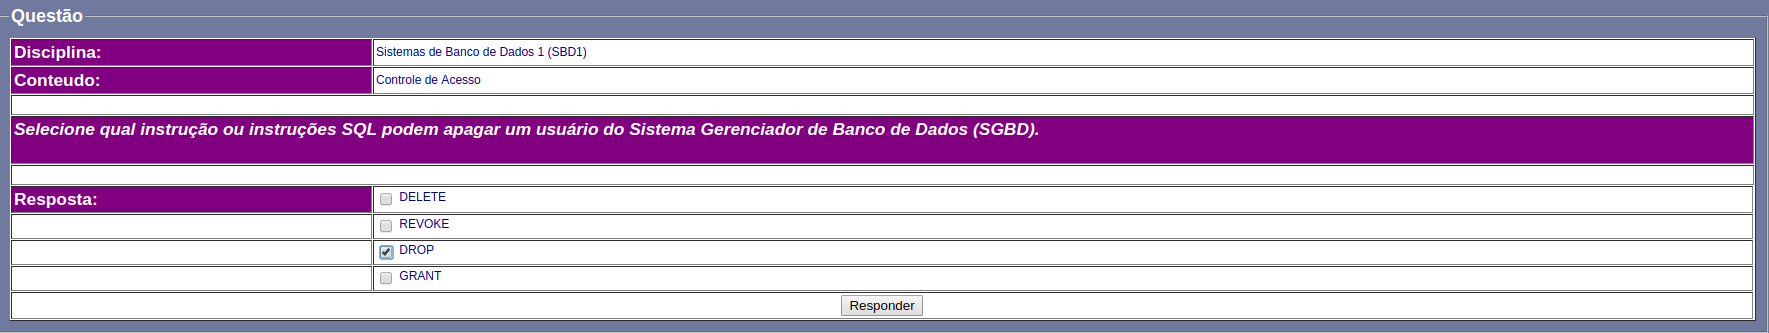 Questão
Disciplina: Sistemas de Banco de Dados 1 (SBD1)
Conteudo: Controle de Acesso
Selecione qual instrução ou instruções SQL podem apagar um usuário do Sistema Gerenciador de Banco de Dados (SGBD).
Resposta: DELETE
REVOKE
DROP
GRANT
Responder